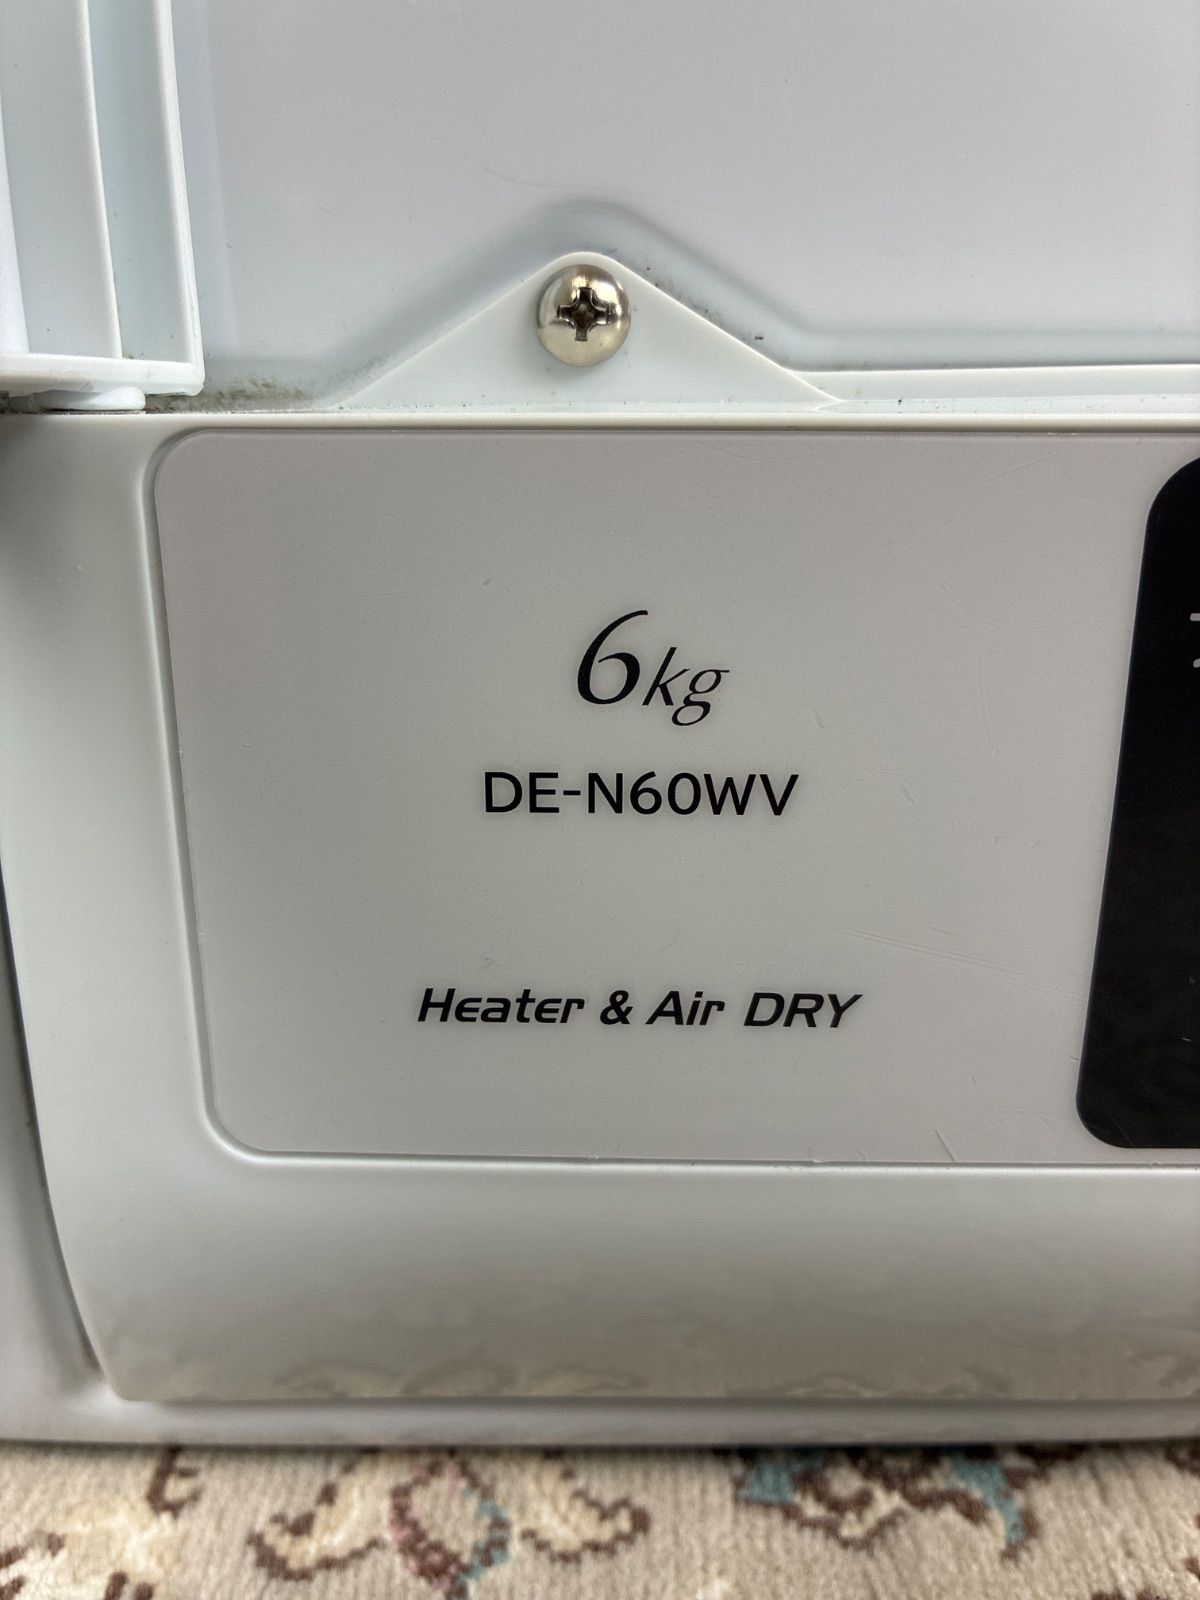 6kg
DE-N60WV
Heater & Air DRY